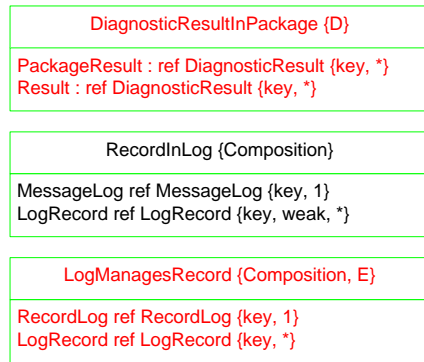 DiagnosticResultInPackage {D}
PackageResult : ref DiagnosticResult {key, *}
Result : ref DiagnosticResult {key, *}
RecordInLog {Composition}
MessageLog ref MessageLog {key, 1}
LogRecord ref LogRecord {key, weak, *}
LogManagesRecord {Composition, E}
RecordLog ref RecordLog {key, 1}
LogRecord ref LogRecord {key, *}